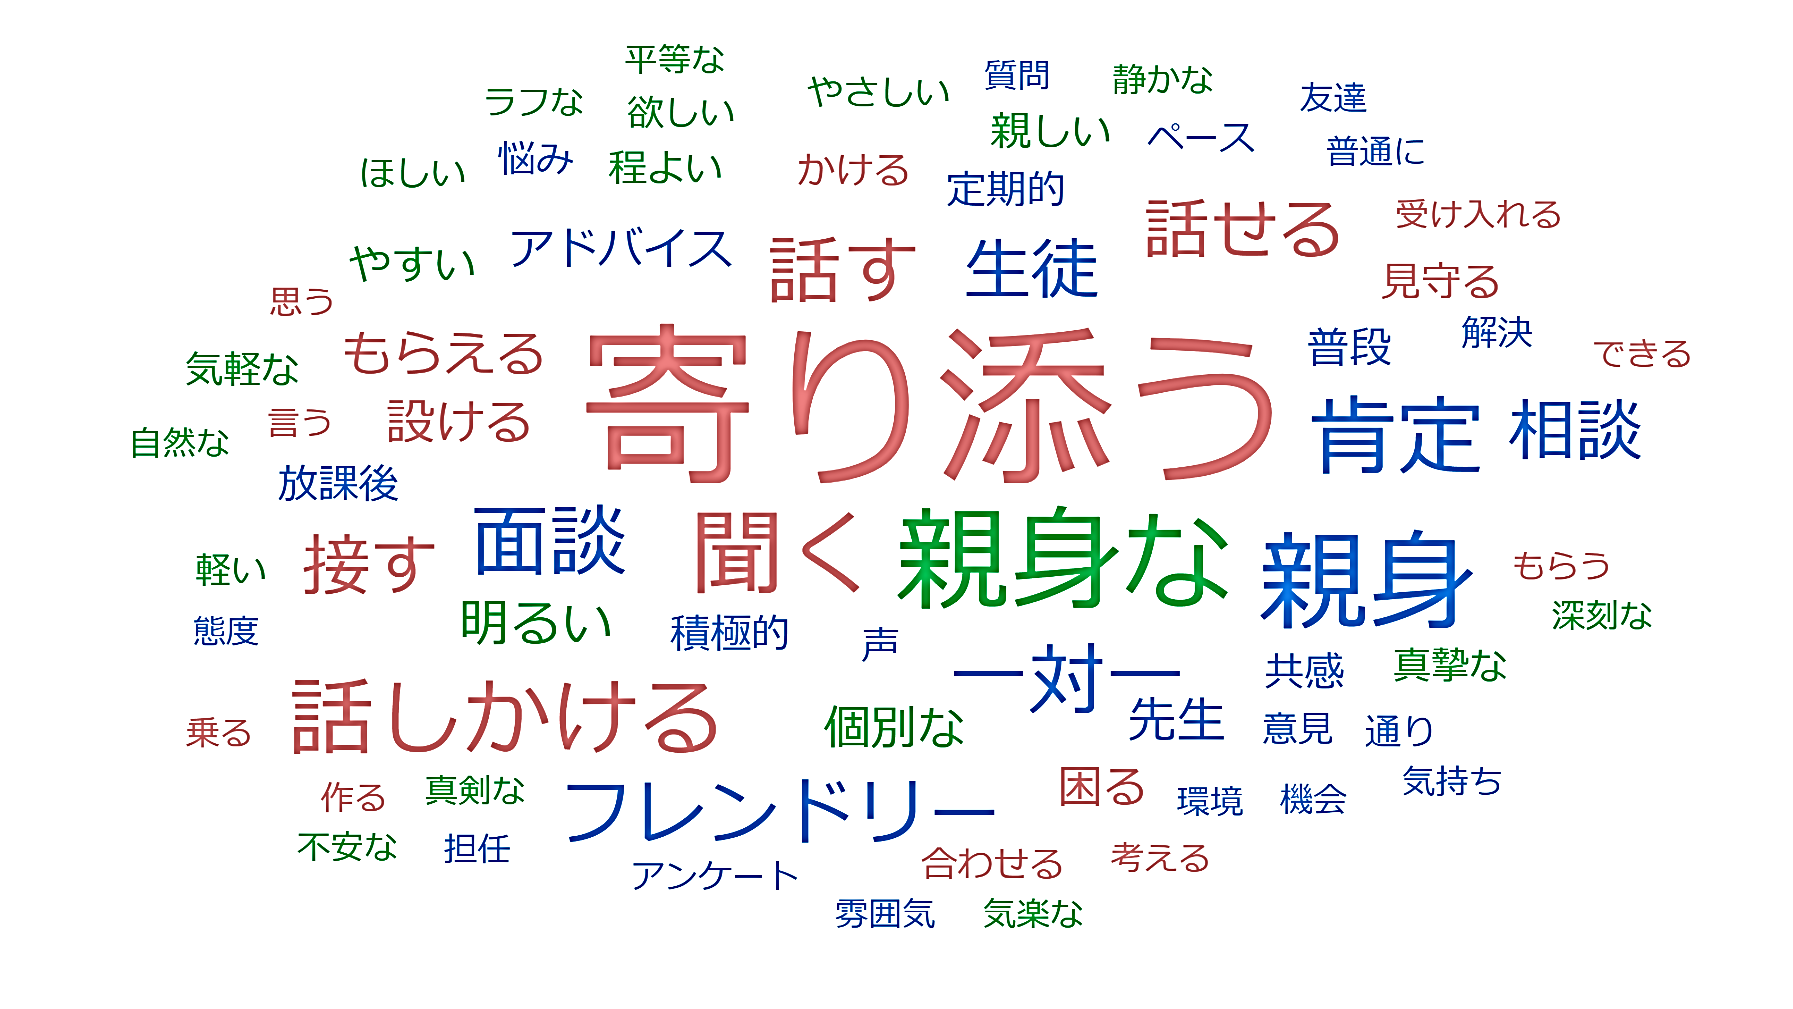 平等な
ラフな
欲しい
やさしい
質問
静かな
友達
ほしい
悩み
程よい
かける
親しい
ペース
普通に
定期的
やすい
アドバイス
話す
生徒
話せる
受け入れる
見守る
思う
もらえる
寄り添う
普段
解決
できる
気軽な
言う
設ける
肯定
相談
自然な
放課後
面談
聞く
親身な
親身
もらう
軽い
接す
深刻な
態度
明るい
積極的
声
一対一
共感
真摯な
乗る
話しかける
個別な
先生
意見
通り
作る
真剣な
フレンドリー
困る
環境
機会
気持ち
不安な
担任
アンケート
合わせる
考える
雰囲気
気楽な